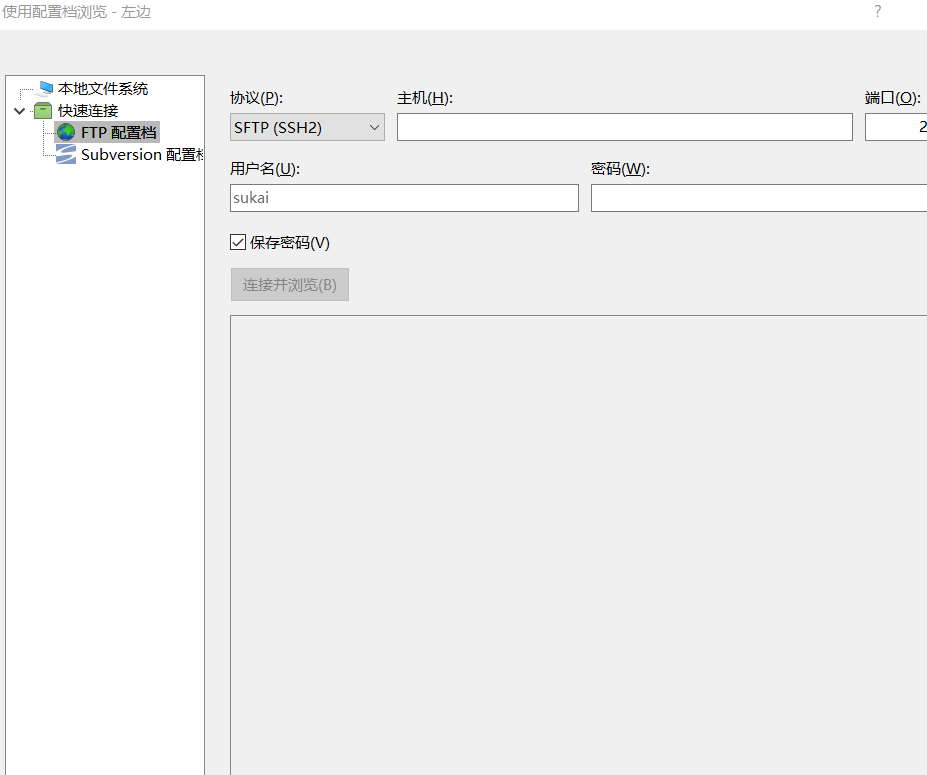 使用配置档浏览 - 左边
?
本地文件系统
快速连接
FTP 配置档
Subversion 配置
协议(P):
主机(H):
端口(O):
SFTP (SSH2)
2
用户名(U):
密码(W):
sukai
保存密码(V)
连接并浏览(B)